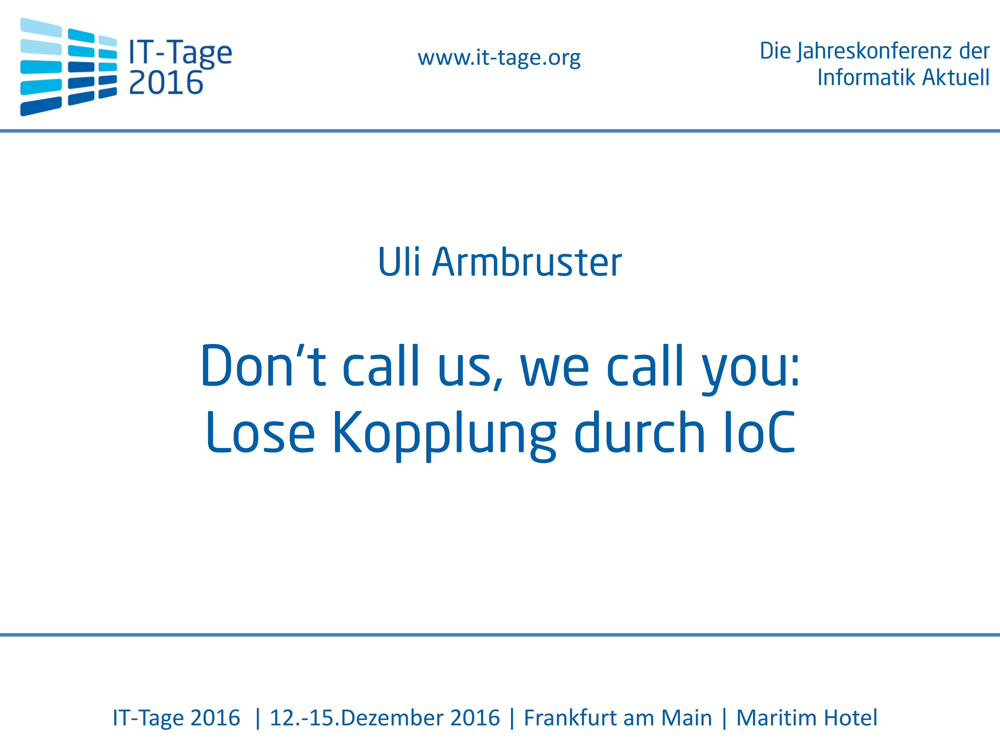 IT-Tage
2016
www.it-tage.org
Die Jahreskonferenz der
Informatik Aktuell
Uli Armbruster
Don’t call us, we call you:
Lose Kopplung durch IoC
IT-Tage 2016 | 12.-15.Dezember 2016 | Frankfurt am Main | Maritim Hotel